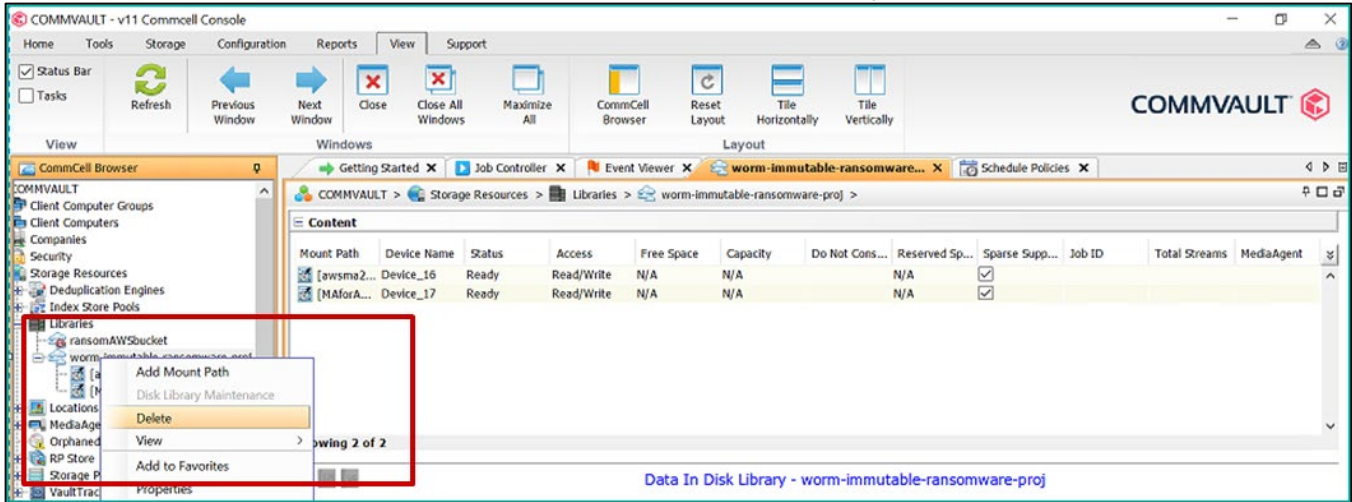 COMMVAULT - v11 Commcell Console
Home Tools Storage Configuration Reports View Support
Status Bar
Tasks
Refresh
Previous Window
Next Window
Close
Close All Windows
Maximize All
CommCell Browser
Reset Layout
Tile Horizontally
Tile Vertically
COMMVAULT
View Windows Layout
CommCell Browser
Getting Started Job Controller Event Viewer worm-immutable-ransomware... Schedule Policies
COMMVAULT > Storage Resources > Libraries > worm-immutable-ransomware-proj >
COMMVAULT
Client Computer Groups
Client Computers
Companies
Security
Storage Resources
Deduplication Engines
Index Store Pools
Libraries
ransomAWSbucket
worm-immutable-ransomware-proj
[a
[M
Locations
MediaAge
Orphaned
RP Store
Storage P
VaultTrac
Add Mount Path
Disk Library Maintenance
Delete
View >
Add to Favorites
Properties
Content
Mount Path Device Name Status Access Free Space Capacity Do Not Cons... Reserved Sp... Sparse Supp... Job ID Total Streams MediaAgent
[awsma2... Device_16 Ready Read/Write N/A N/A N/A
[MAforA... Device_17 Ready Read/Write N/A N/A N/A
owing 2 of 2
Data In Disk Library - worm-immutable-ransomware-proj